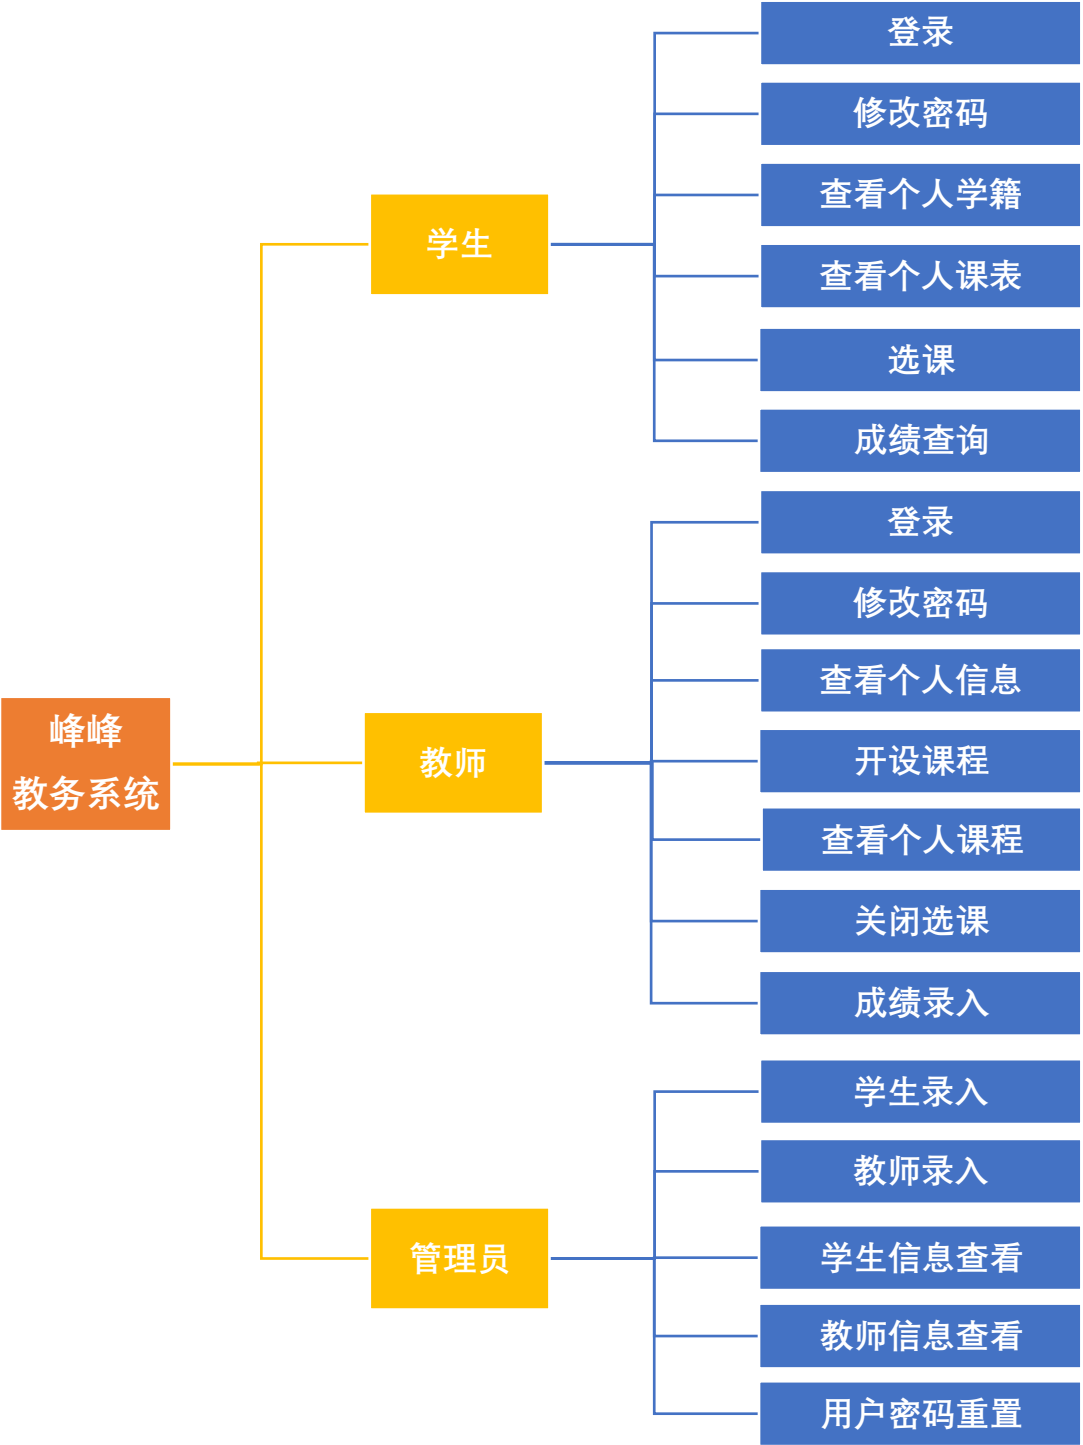 峰峰
教务系统
学生
登录
修改密码
查看个人学籍
查看个人课表
选课
成绩查询
教师
登录
修改密码
查看个人信息
开设课程
查看个人课程
关闭选课
成绩录入
管理员
学生录入
教师录入
学生信息查看
教师信息查看
用户密码重置